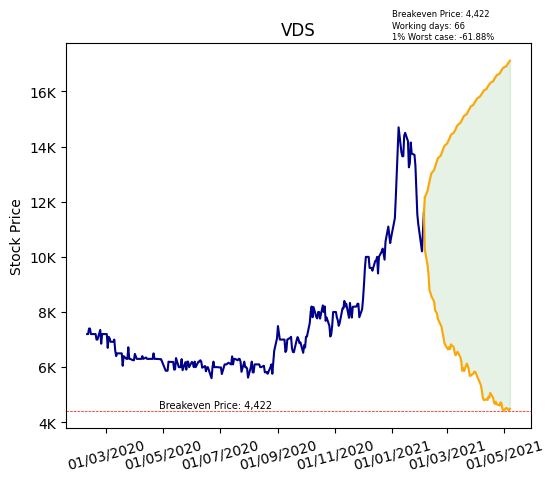 Breakeven Price: 4,422
Working days: 66
1% Worst case: -61.88%
VDS
Stock Price
16K
14K
12K
10K
8K
6K
4K
Breakeven Price: 4,422
01/03/2020
01/05/2020
01/07/2020
01/09/2020
01/11/2020
01/01/2021
01/03/2021
01/05/2021